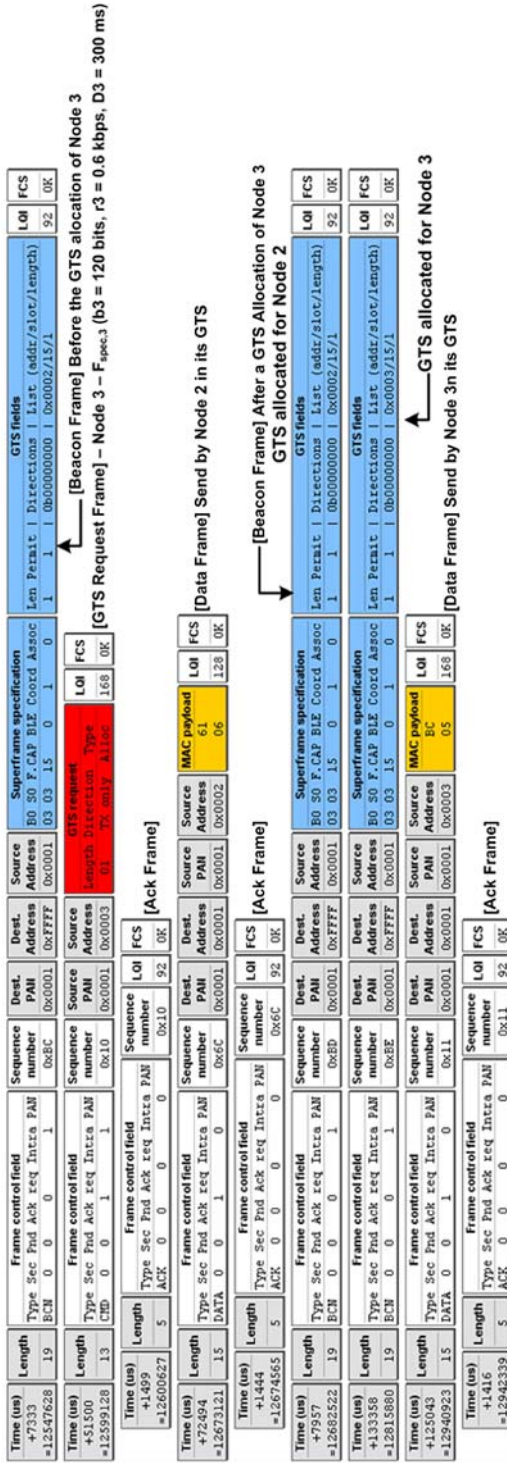 [Beacon Frame] Before the GTS alocation of Node 3
Time (us) Length Frame control field Sequence number Dest. PAN Dest. Address Source Address Superframe specification GTS fields LQI FCS
Type Sec Pnd Ack req Intra PAN BO SO F.CAP BLE Coord Assoc Len Permit | Directions | List (addr/slot/length)
+7333 =12547628 19 BCN 0 0 0 1 0xBC 0x0001 0xFFFF 0x0001 03 03 15 0 1 0 1 1 | 0b00000000 | 0x0002/15/1 92 OK
[GTS Request Frame] – Node 3 – Fspec,3 (b3 = 120 bits, r3 = 0.6 kbps, D3 = 300 ms)
Time (us) Length Frame control field Sequence number Source PAN Source Address GTS request LQI FCS
Type Sec Pnd Ack req Intra PAN Length Direction Type
+51500 =12599128 13 CMD 0 0 1 1 0x10 0x0001 0x0003 01 TX only Alloc 168 OK
Time (us) Length Frame control field Sequence number LQI FCS
Type Sec Pnd Ack req Intra PAN
+1499 =12600627 5 ACK 0 0 0 0 0x10 92 OK
[Ack Frame]
Time (us) Length Frame control field Sequence number Dest. PAN Source PAN Source Address MAC payload LQI FCS
Type Sec Pnd Ack req Intra PAN
+72494 =12673121 15 DATA 0 0 1 0 0x6C 0x0001 0x0001 0x0002 61 06 128 OK
[Data Frame] Send by Node 2 in its GTS
Time (us) Length Frame control field Sequence number LQI FCS
Type Sec Pnd Ack req Intra PAN
+1444 =12674565 5 ACK 0 0 0 0 0x6C 92 OK
[Ack Frame]
[Beacon Frame] After a GTS Allocation of Node 3
GTS allocated for Node 2
Time (us) Length Frame control field Sequence number Dest. PAN Dest. Address Source Address Superframe specification GTS fields LQI FCS
Type Sec Pnd Ack req Intra PAN BO SO F.CAP BLE Coord Assoc Len Permit | Directions | List (addr/slot/length)
+7957 =12682522 19 BCN 0 0 0 1 0xBD 0x0001 0xFFFF 0x0001 03 03 15 0 1 0 1 1 | 0b00000000 | 0x0002/15/1 92 OK
Time (us) Length Frame control field Sequence number Dest. PAN Dest. Address Source Address Superframe specification GTS fields LQI FCS
Type Sec Pnd Ack req Intra PAN BO SO F.CAP BLE Coord Assoc Len Permit | Directions | List (addr/slot/length)
+133358 =12815880 19 BCN 0 0 0 1 0xBE 0x0001 0xFFFF 0x0001 03 03 15 0 1 0 1 1 | 0b00000000 | 0x0003/15/1 92 OK
GTS allocated for Node 3
Time (us) Length Frame control field Sequence number Dest. PAN Source PAN Source Address MAC payload LQI FCS
Type Sec Pnd Ack req Intra PAN
+125043 =12940923 15 DATA 0 0 1 0 0x11 0x0001 0x0001 0x0003 BC 05 168 OK
[Data Frame] Send by Node 3n its GTS
Time (us) Length Frame control field Sequence number LQI FCS
Type Sec Pnd Ack req Intra PAN
+1416 =12942339 5 ACK 0 0 0 0 0x11 92 OK
[Ack Frame]